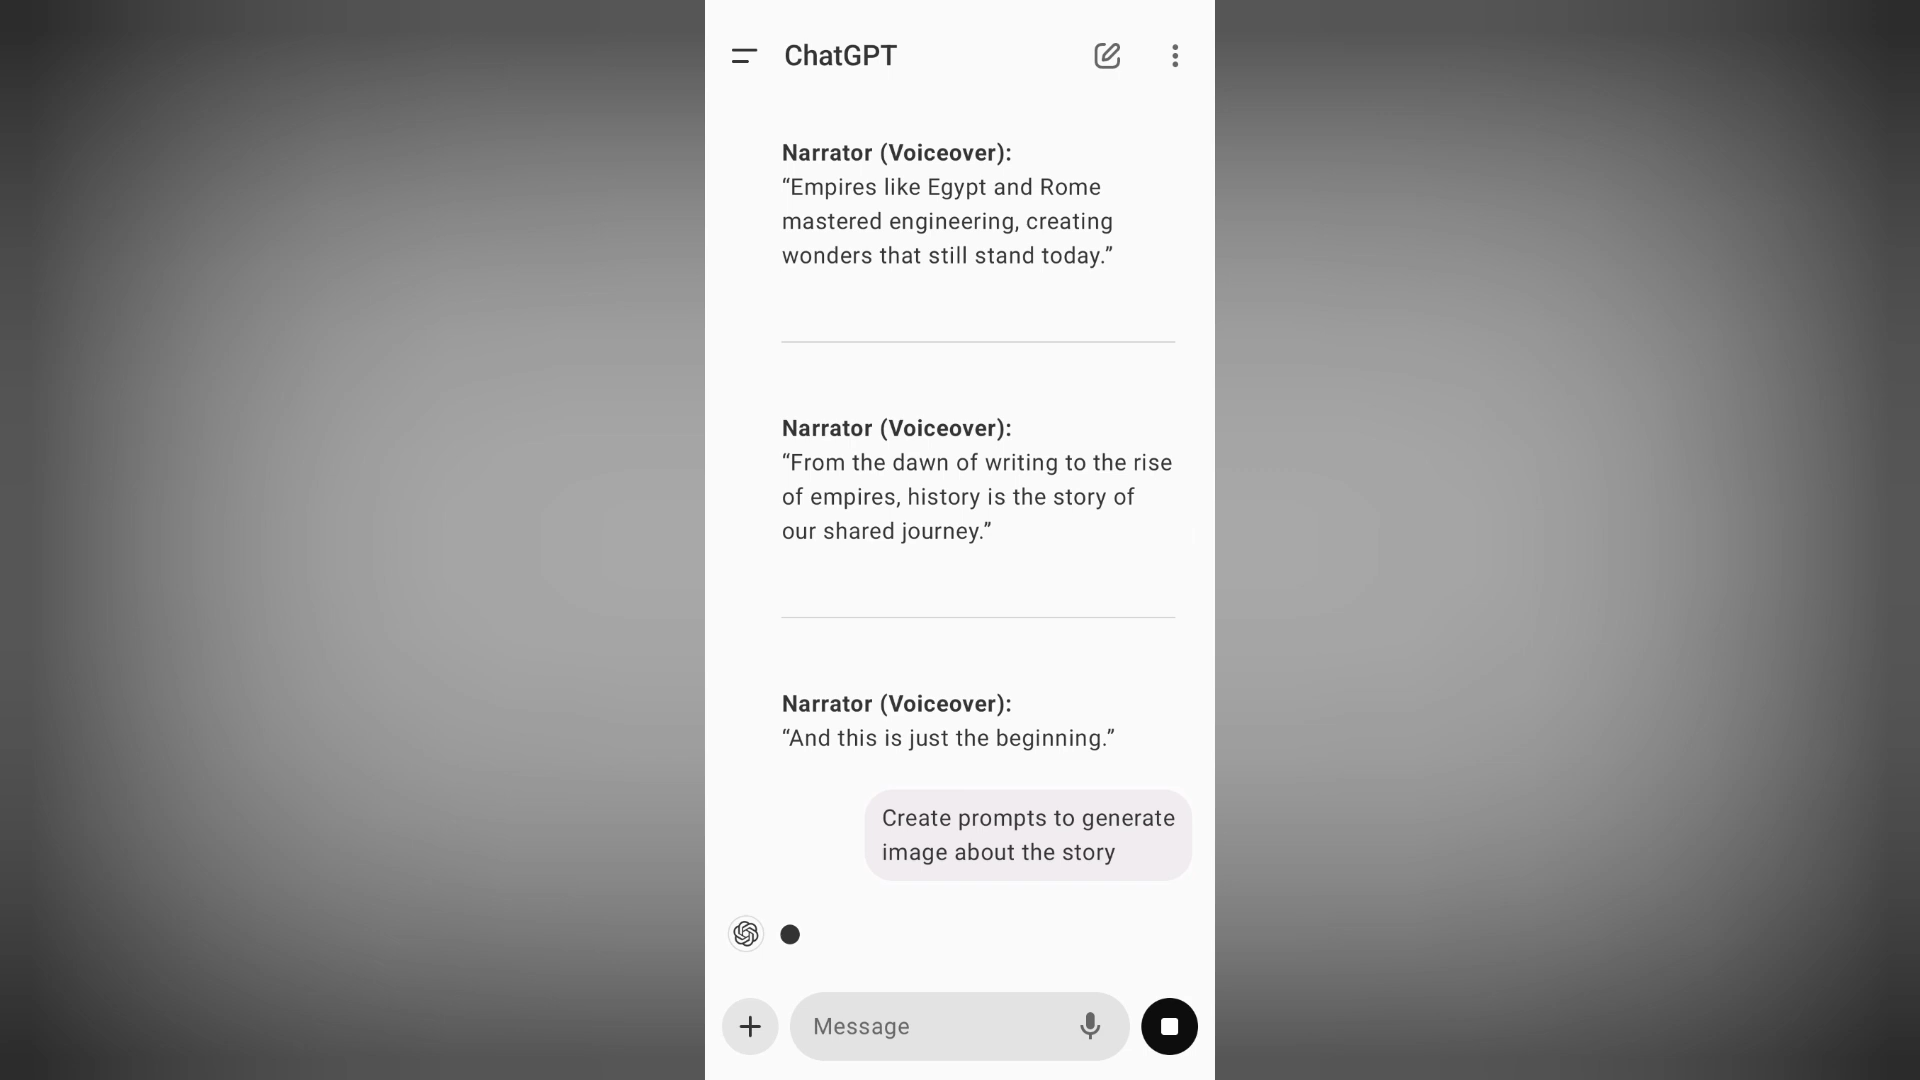 ChatGPT
Narrator (Voiceover):
“Empires like Egypt and Rome
mastered engineering, creating
wonders that still stand today.”
Narrator (Voiceover):
“From the dawn of writing to the rise
of empires, history is the story of
our shared journey.”
Narrator (Voiceover):
“And this is just the beginning.”
Create prompts to generate
image about the story
Message